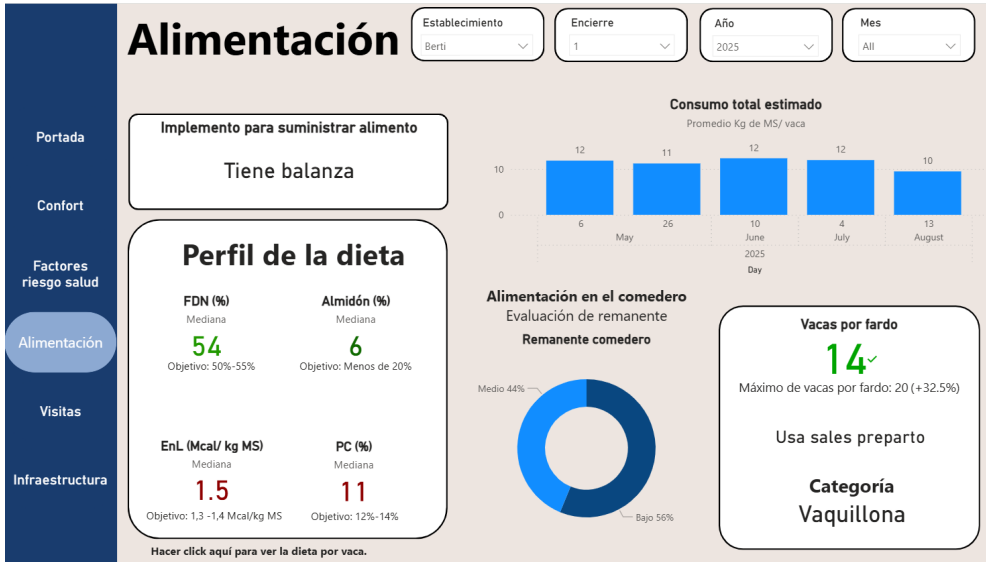 Alimentación
Establecimiento
Berti
Encierre
1
Año
2025
Mes
All
Portada
Confort
Factores
riesgo salud
Alimentación
Visitas
Infraestructura
Implemento para suministrar alimento
Tiene balanza
Perfil de la dieta
FDN (%)
Mediana
54
Objetivo: 50%-55%
Almidón (%)
Mediana
6
Objetivo: Menos de 20%
EnL (Mcal/ kg MS)
Mediana
1.5
Objetivo: 1,3 -1,4 Mcal/kg MS
PC (%)
Mediana
11
Objetivo: 12%-14%
Hacer click aquí para ver la dieta por vaca.
Consumo total estimado
Promedio Kg de MS/ vaca
10
0
12
11
12
12
10
6
26
10
4
13
May
June
July
August
2025
Day
Alimentación en el comedero
Evaluación de remanente
Remanente comedero
Medio 44%
Bajo 56%
Vacas por fardo
14
Máximo de vacas por fardo: 20 (+32.5%)
Usa sales preparto
Categoría
Vaquillona